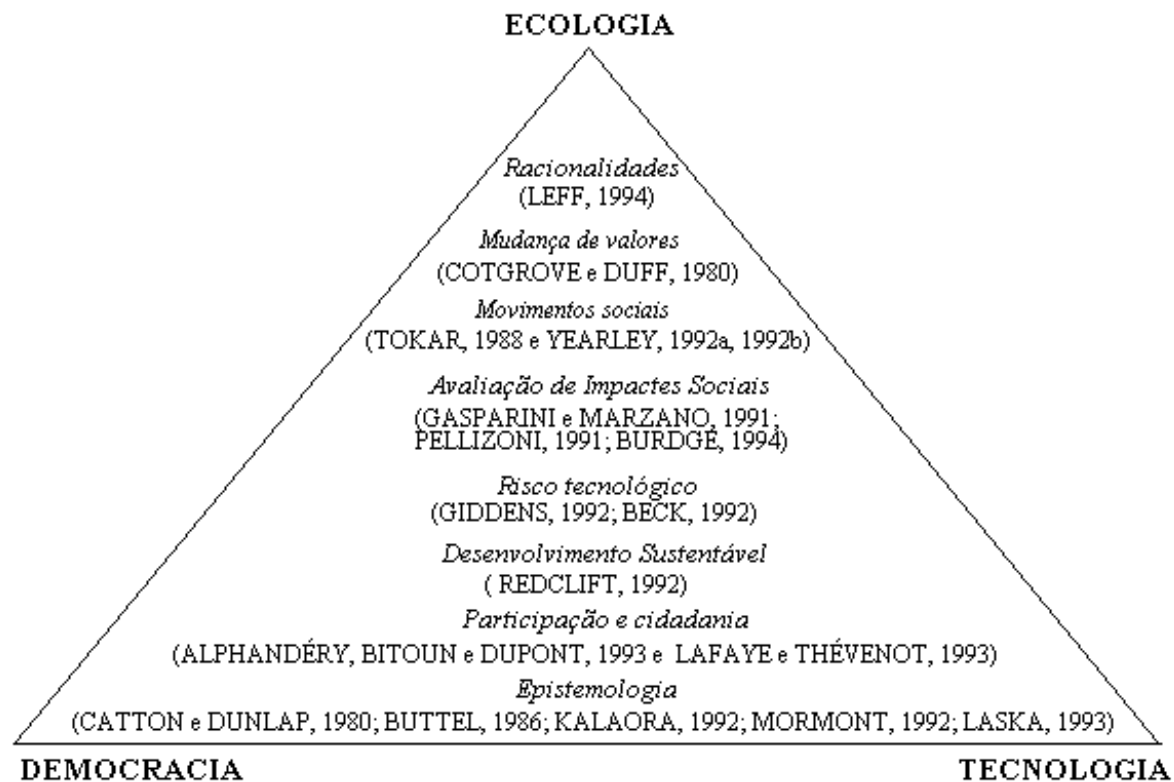 ECOLOGIA
Racionalidades
(LEFF, 1994)
Mudança de valores
(COTGROVE e DUFF, 1980)
Movimentos sociais
(TOKAR, 1988 e YEARLEY, 1992a, 1992b)
Avaliação de Impactes Sociais
(GASPARINI e MARZANO, 1991;
PELLIZONI, 1991; BURDGE, 1994)
Risco tecnológico
(GIDDENS, 1992; BECK, 1992)
Desenvolvimento Sustentável
( REDCLIFT, 1992)
Participação e cidadania
(ALPHANDÉRY, BITOUN e DUPONT, 1993 e LAFAYE e THÉVENOT, 1993)
Epistemologia
(CATTON e DUNLAP, 1980; BUTTEL, 1986; KALAORA, 1992; MORMONT, 1992; LASKA, 1993)
DEMOCRACIA TECNOLOGIA